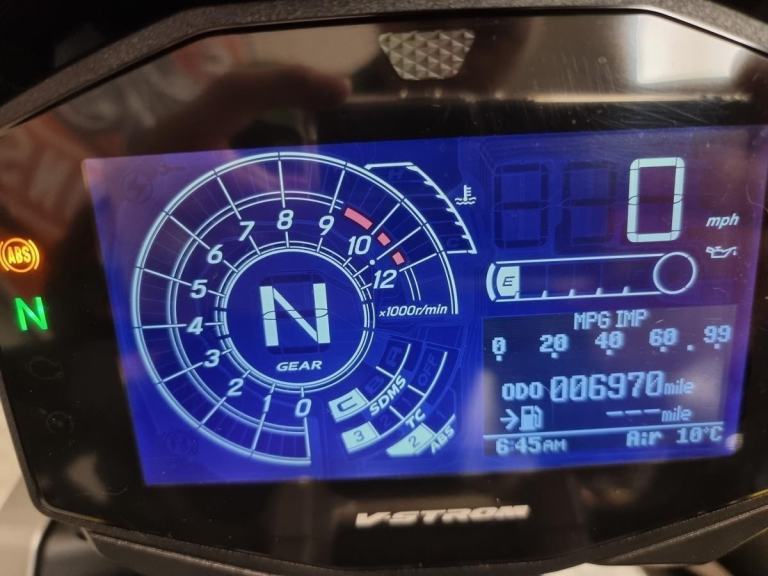 0
mph
8
7
9
6
10
5
12
4
x1000r/min
3
2
1
0
N
GEAR
ABS
N
H
C
E
MPG IMP
0 20 40 60 . 99
ODO 006970 mile
--- mile
6:45AM Air 10°C
C B A
SDMS
3
TC
OFF
2
ABS
V-STROM